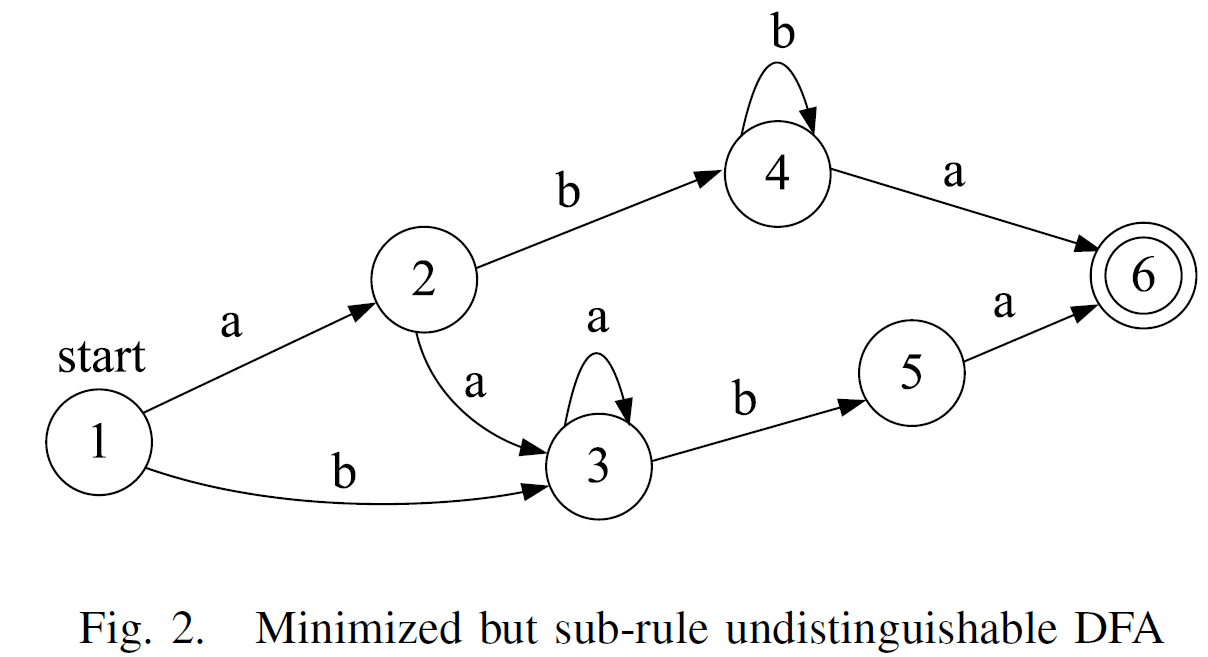 b
4
a
b
2
6
a
a
a
start
5
a
b
1
3
b
Fig. 2. Minimized but sub-rule undistinguishable DFA